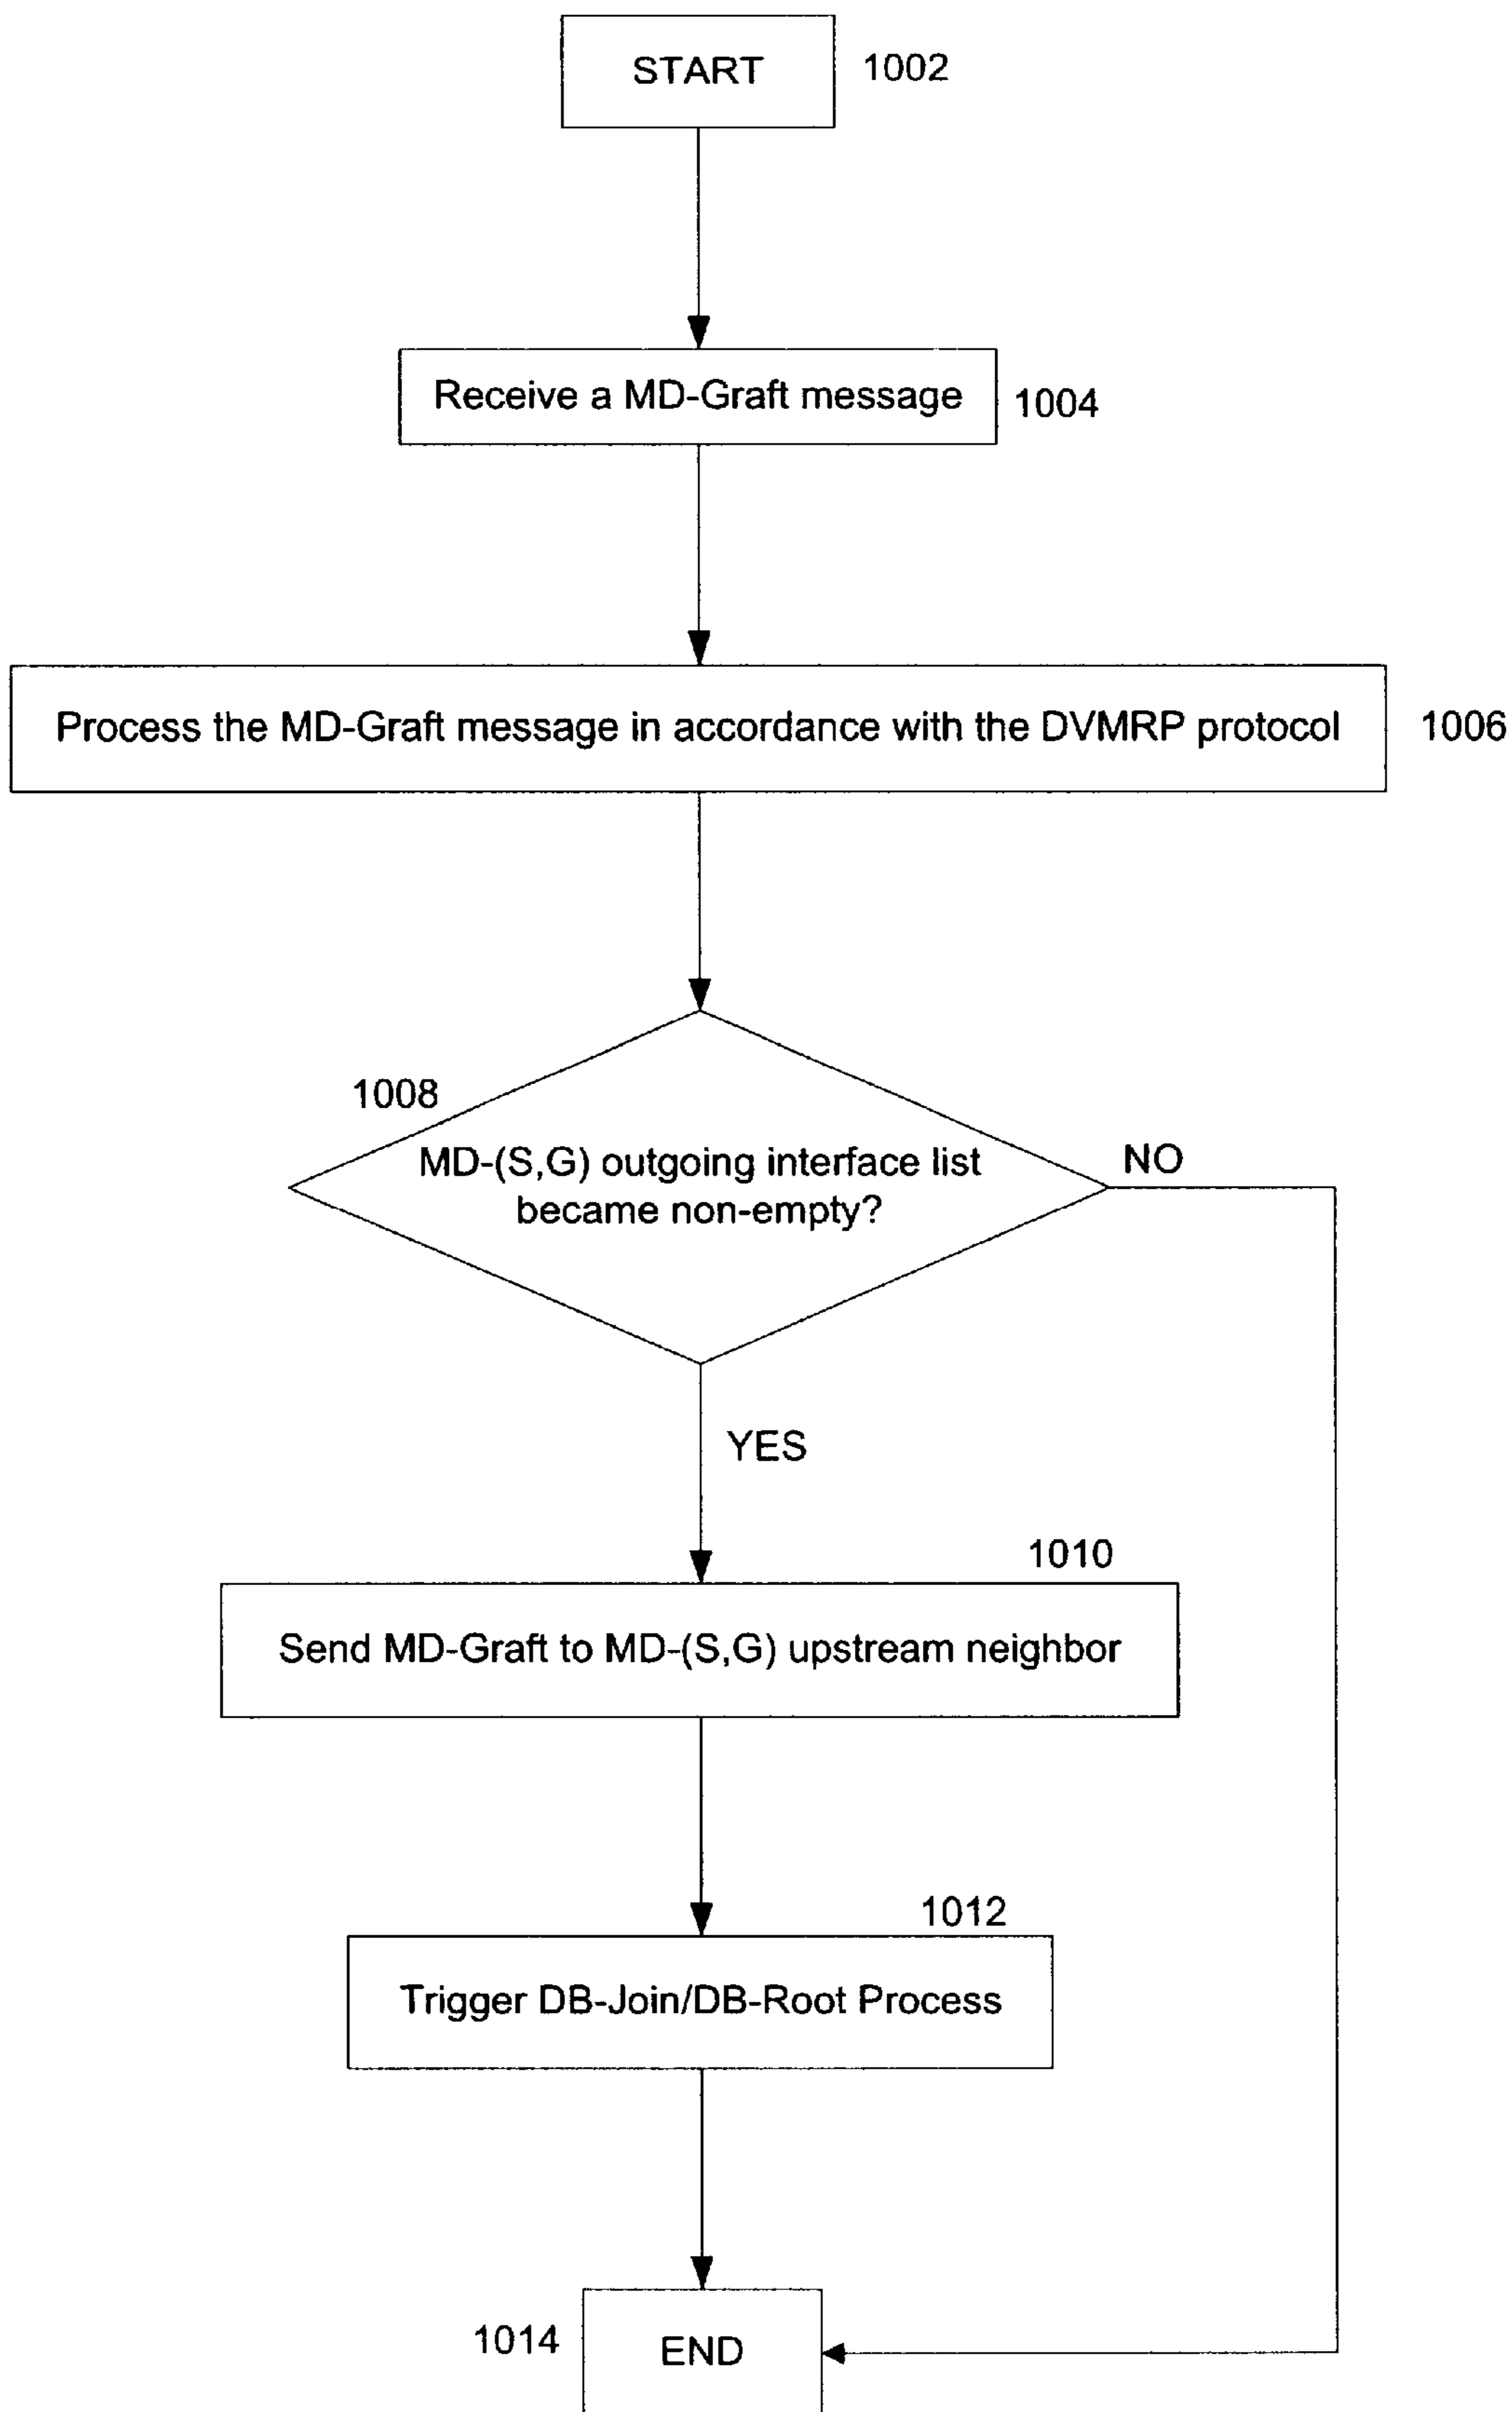 START
1002
Receive a MD-Graft message
1004
Process the MD-Graft message in accordance with the DVMRP protocol
1006
1008
MD-(S,G) outgoing interface list
became non-empty?
NO
YES
1010
Send MD-Graft to MD-(S,G) upstream neighbor
1012
Trigger DB-Join/DB-Root Process
1014
END